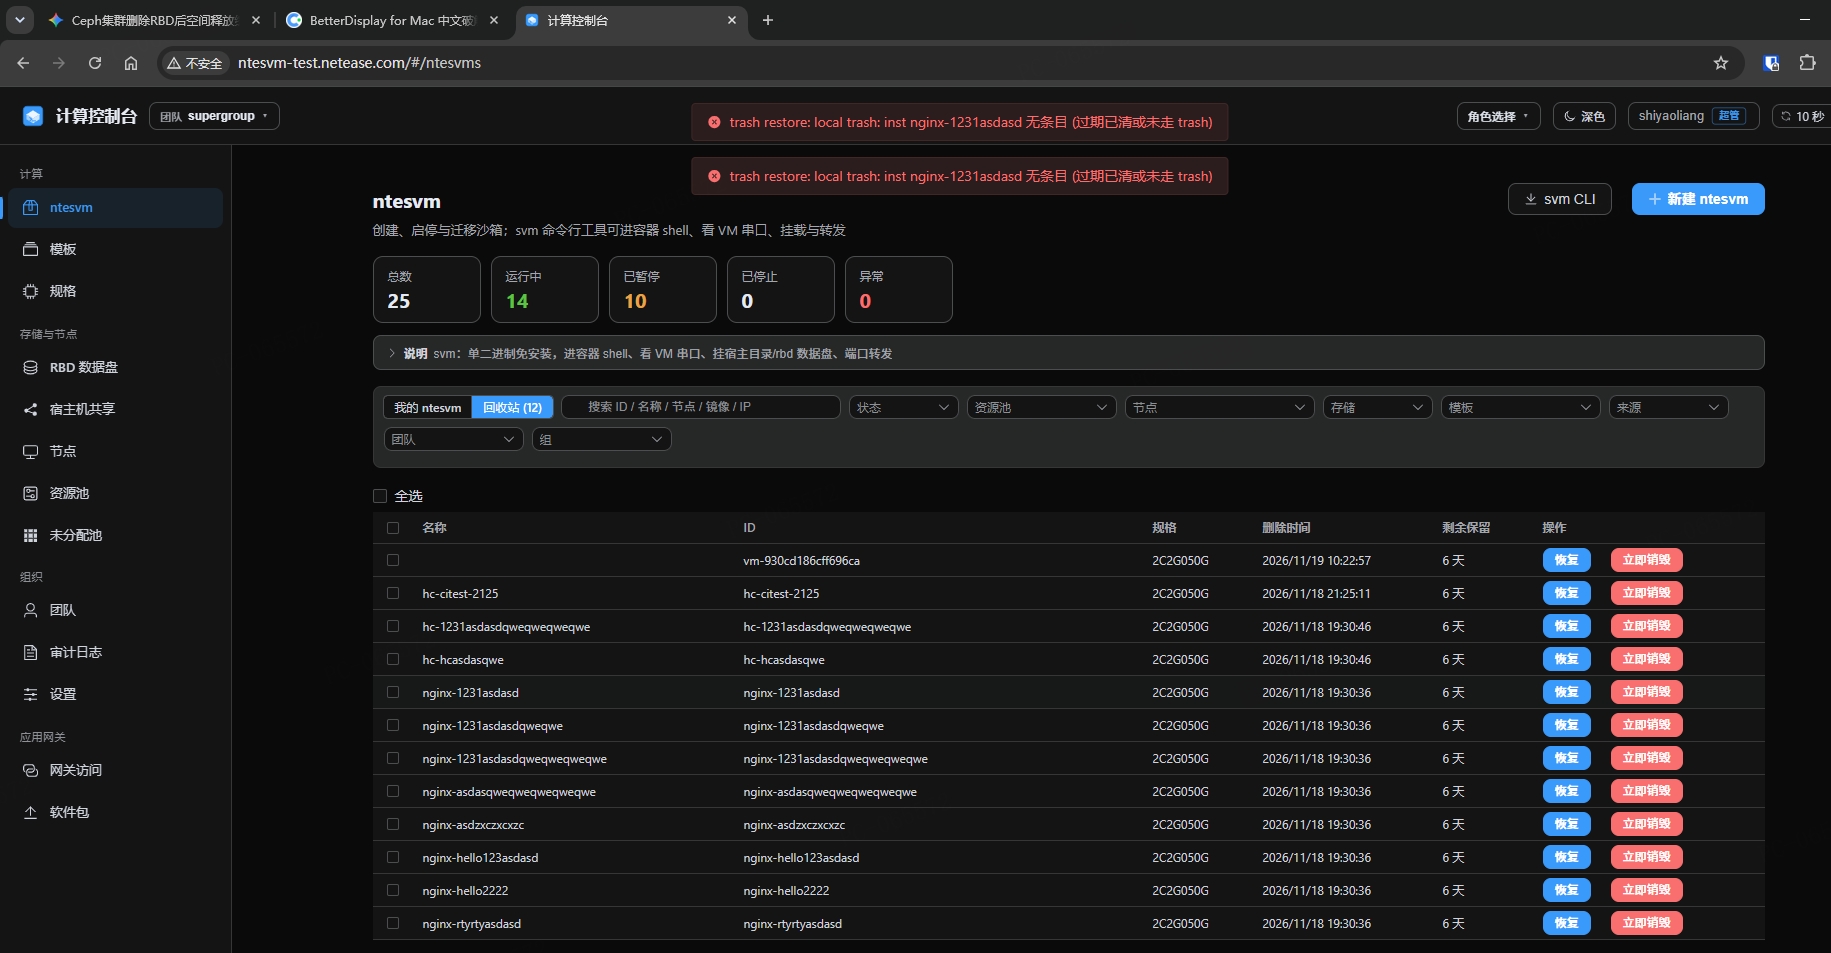 Ceph集群删除RBD后空间释放
BetterDisplay for Mac 中文破
计算控制台
不安全 ntesvm-test.netease.com/#/ntesvms
计算控制台 团队 supergroup
trash restore: local trash: inst nginx-1231asdasd 无条目 (过期已清或未走 trash)
角色选择 深色 shiyaoliang 超管 10 秒
trash restore: local trash: inst nginx-1231asdasd 无条目 (过期已清或未走 trash)
计算
ntesvm
模板
规格
存储与节点
RBD 数据盘
宿主机共享
节点
资源池
未分配池
组织
团队
审计日志
设置
应用网关
网关访问
软件包
ntesvm
svm CLI 新建 ntesvm
创建、启停与迁移沙箱；svm 命令行工具可进容器 shell、看 VM 串口、挂载与转发
总数 运行中 已暂停 已停止 异常
25 14 10 0 0
说明 svm：单二进制免安装，进容器 shell、看 VM 串口、挂宿主目录/rbd 数据盘、端口转发
我的 ntesvm 回收站 (12) 搜索 ID / 名称 / 节点 / 镜像 / IP 状态 资源池 节点 存储 模板 来源
团队 组
全选
名称 ID 规格 删除时间 剩余保留 操作
vm-930cd186cff696ca 2C2G050G 2026/11/19 10:22:57 6 天 恢复 立即销毁
hc-citest-2125 hc-citest-2125 2C2G050G 2026/11/18 21:25:11 6 天 恢复 立即销毁
hc-1231asdasdqweqweqweqwe hc-1231asdasdqweqweqweqwe 2C2G050G 2026/11/18 19:30:46 6 天 恢复 立即销毁
hc-hcasdasqwe hc-hcasdasqwe 2C2G050G 2026/11/18 19:30:46 6 天 恢复 立即销毁
nginx-1231asdasd nginx-1231asdasd 2C2G050G 2026/11/18 19:30:36 6 天 恢复 立即销毁
nginx-1231asdasdqweqwe nginx-1231asdasdqweqwe 2C2G050G 2026/11/18 19:30:36 6 天 恢复 立即销毁
nginx-1231asdasdqweqweqweqwe nginx-1231asdasdqweqweqweqwe 2C2G050G 2026/11/18 19:30:36 6 天 恢复 立即销毁
nginx-asdasqweqweqweqweqwe nginx-asdasqweqweqweqweqwe 2C2G050G 2026/11/18 19:30:36 6 天 恢复 立即销毁
nginx-asdzxczxcxzc nginx-asdzxczxcxzc 2C2G050G 2026/11/18 19:30:36 6 天 恢复 立即销毁
nginx-hello123asdasd nginx-hello123asdasd 2C2G050G 2026/11/18 19:30:36 6 天 恢复 立即销毁
nginx-hello2222 nginx-hello2222 2C2G050G 2026/11/18 19:30:36 6 天 恢复 立即销毁
nginx-rtyrtyasdasd nginx-rtyrtyasdasd 2C2G050G 2026/11/18 19:30:36 6 天 恢复 立即销毁